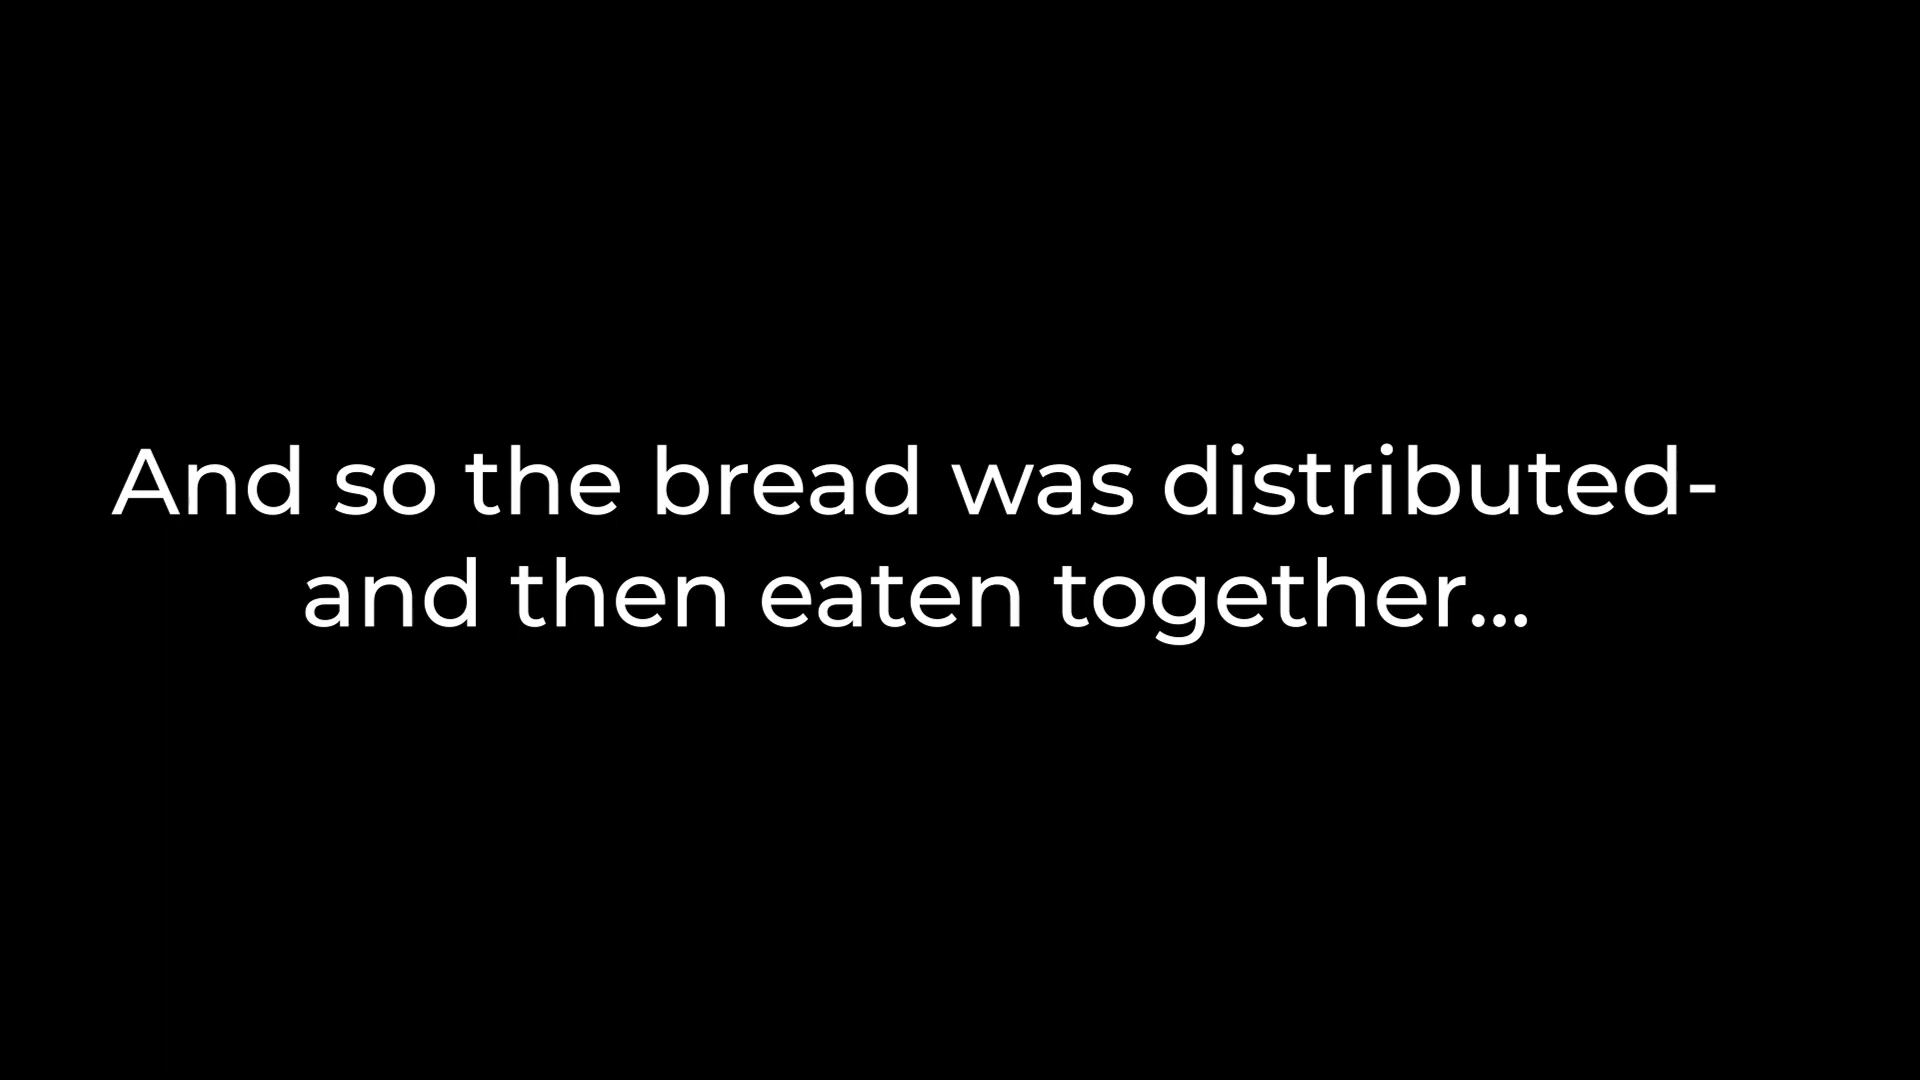 And so the bread was distributed-
and then eaten together...